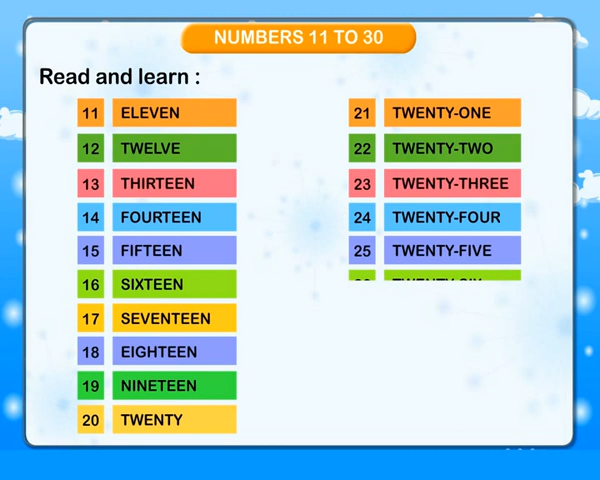 NUMBERS 11 TO 30
Read and learn :
11 ELEVEN
12 TWELVE
13 THIRTEEN
14 FOURTEEN
15 FIFTEEN
16 SIXTEEN
17 SEVENTEEN
18 EIGHTEEN
19 NINETEEN
20 TWENTY
21 TWENTY-ONE
22 TWENTY-TWO
23 TWENTY-THREE
24 TWENTY-FOUR
25 TWENTY-FIVE